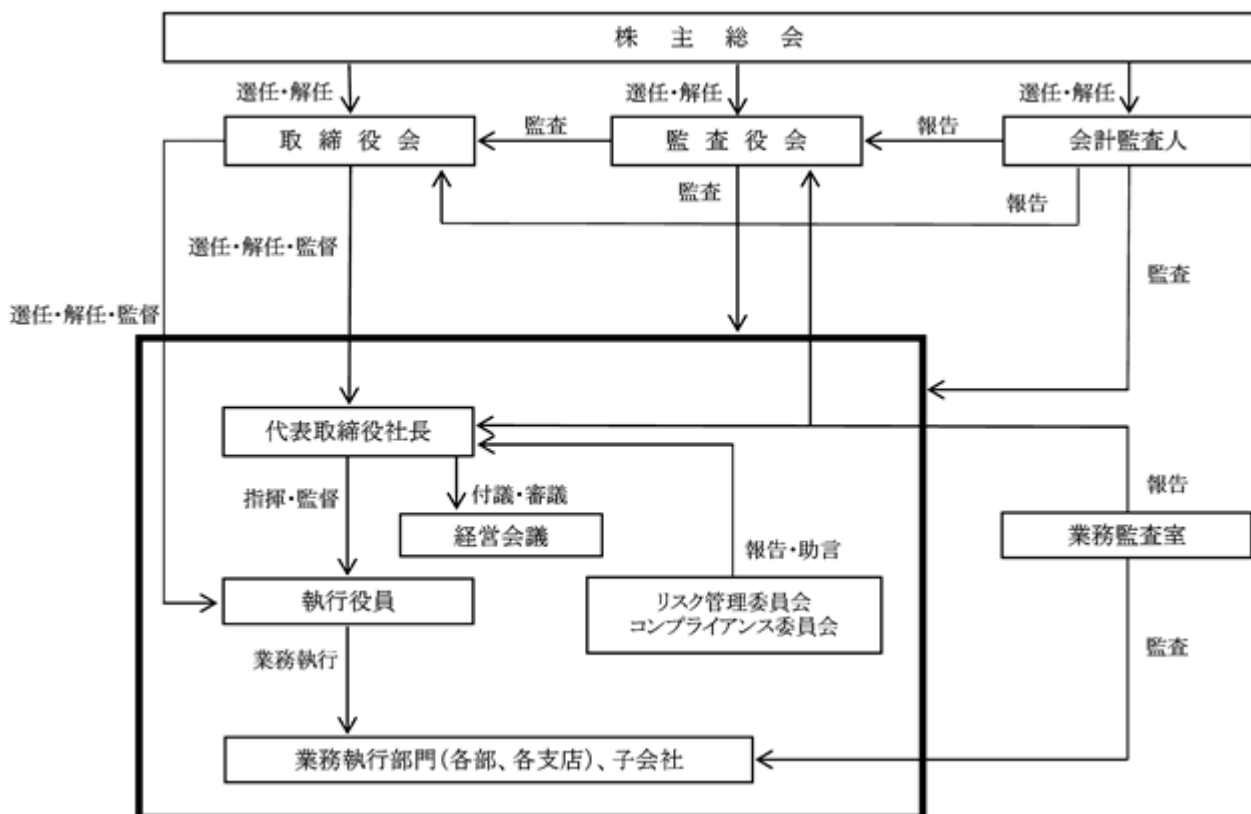 株主総会
選任・解任
選任・解任
選任・解任
取締役会
監査
監査役会
報告
会計監査人
監査
報告
選任・解任・監督
監査
選任・解任・監督
代表取締役社長
指揮・監督
付議・審議
報告
経営会議
業務監査室
報告・助言
執行役員
リスク管理委員会
コンプライアンス委員会
業務執行
監査
業務執行部門(各部、各支店)、子会社